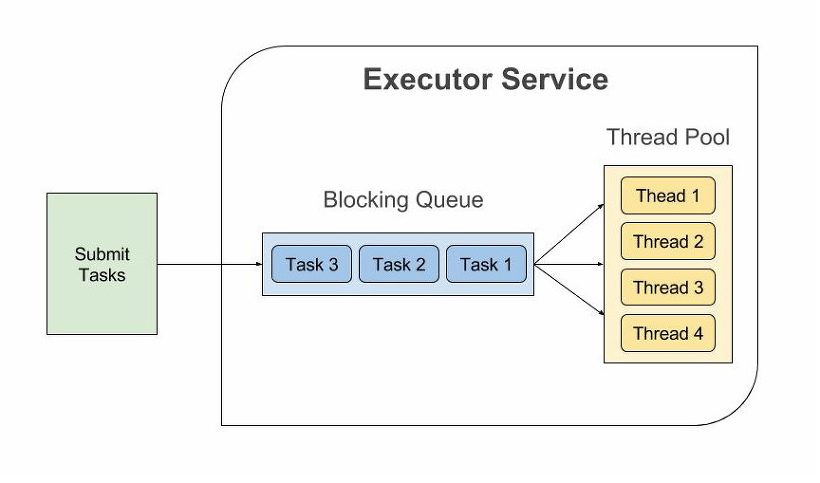 Executor Service
Thread Pool
Blocking Queue
Submit
Tasks
Task 3 Task 2 Task 1
Thead 1
Thread 2
Thread 3
Thread 4